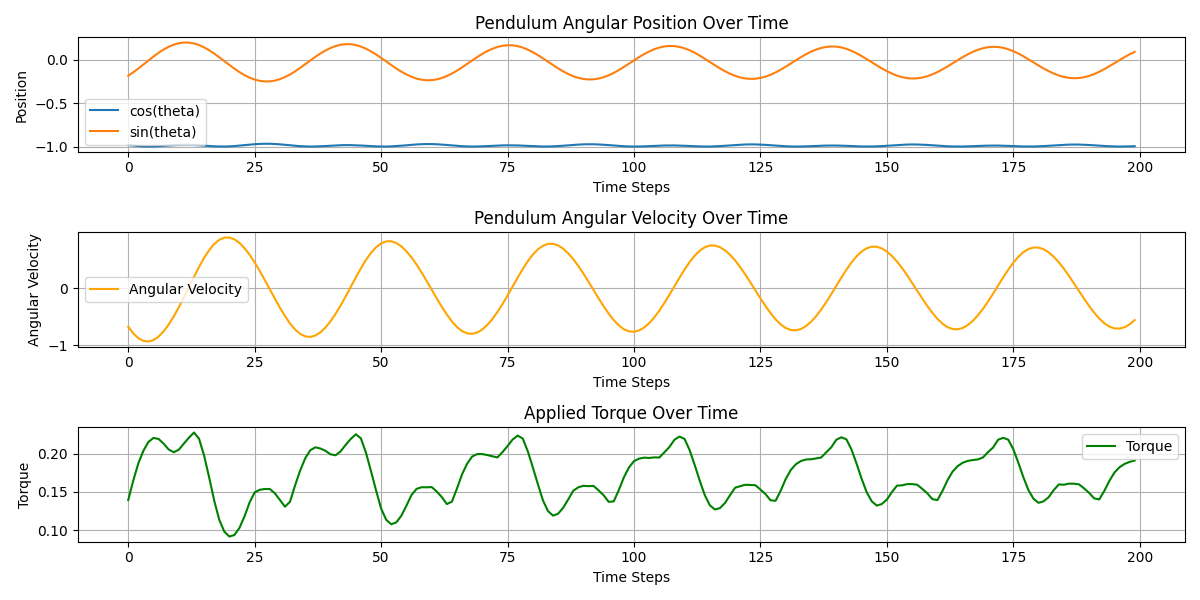 Pendulum Angular Position Over Time
Position
0.0
−0.5
−1.0
cos(theta)
sin(theta)
0 25 50 75 100 125 150 175 200
Time Steps
Pendulum Angular Velocity Over Time
Angular Velocity
0
−1
Angular Velocity
0 25 50 75 100 125 150 175 200
Time Steps
Applied Torque Over Time
Torque
0.20
0.15
0.10
Torque
0 25 50 75 100 125 150 175 200
Time Steps